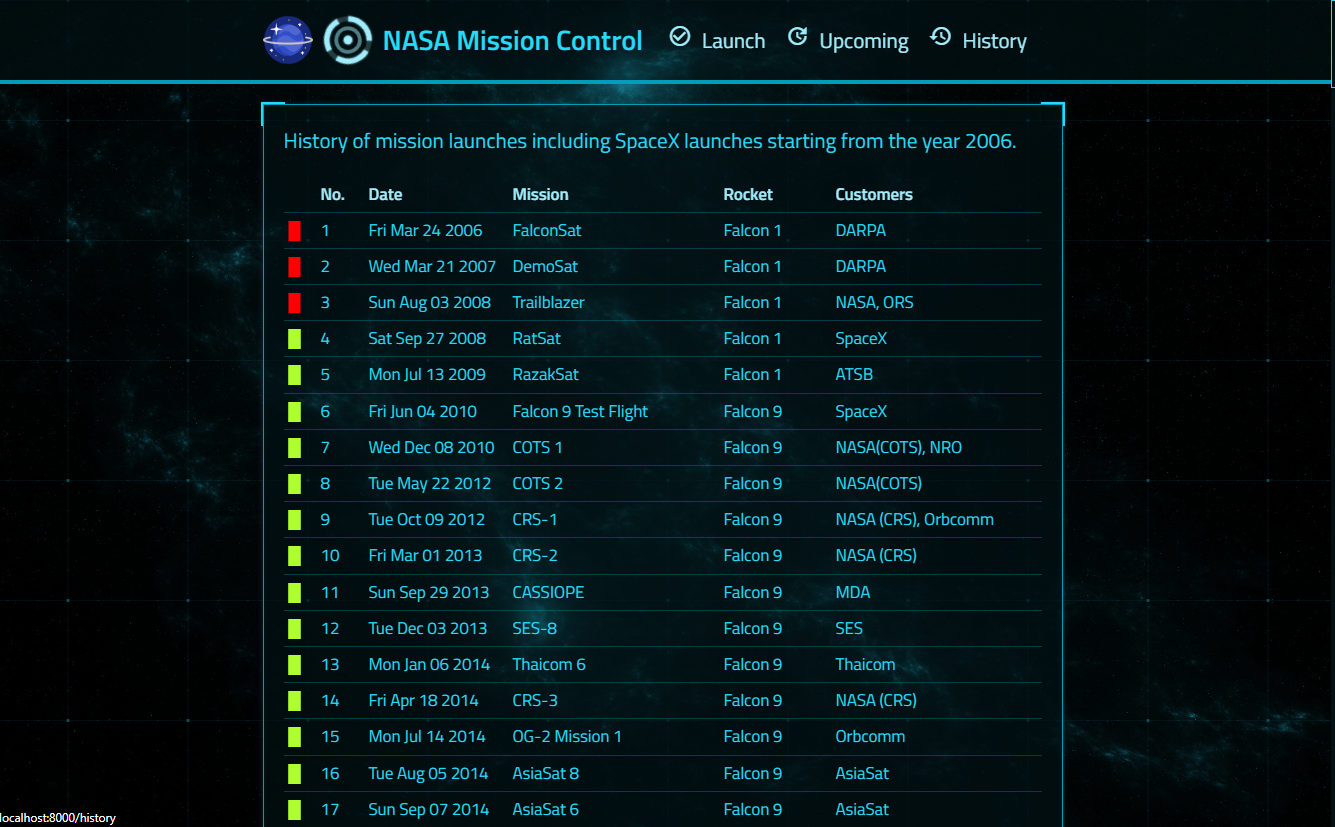 NASA Mission Control Launch Upcoming History
History of mission launches including SpaceX launches starting from the year 2006.
No. Date Mission Rocket Customers
1 Fri Mar 24 2006 FalconSat Falcon 1 DARPA
2 Wed Mar 21 2007 DemoSat Falcon 1 DARPA
3 Sun Aug 03 2008 Trailblazer Falcon 1 NASA, ORS
4 Sat Sep 27 2008 RatSat Falcon 1 SpaceX
5 Mon Jul 13 2009 RazakSat Falcon 1 ATSB
6 Fri Jun 04 2010 Falcon 9 Test Flight Falcon 9 SpaceX
7 Wed Dec 08 2010 COTS 1 Falcon 9 NASA(COTS), NRO
8 Tue May 22 2012 COTS 2 Falcon 9 NASA(COTS)
9 Tue Oct 09 2012 CRS-1 Falcon 9 NASA (CRS), Orbcomm
10 Fri Mar 01 2013 CRS-2 Falcon 9 NASA (CRS)
11 Sun Sep 29 2013 CASSIOPE Falcon 9 MDA
12 Tue Dec 03 2013 SES-8 Falcon 9 SES
13 Mon Jan 06 2014 Thaicom 6 Falcon 9 Thaicom
14 Fri Apr 18 2014 CRS-3 Falcon 9 NASA (CRS)
15 Mon Jul 14 2014 OG-2 Mission 1 Falcon 9 Orbcomm
16 Tue Aug 05 2014 AsiaSat 8 Falcon 9 AsiaSat
17 Sun Sep 07 2014 AsiaSat 6 Falcon 9 AsiaSat
localhost:8000/history